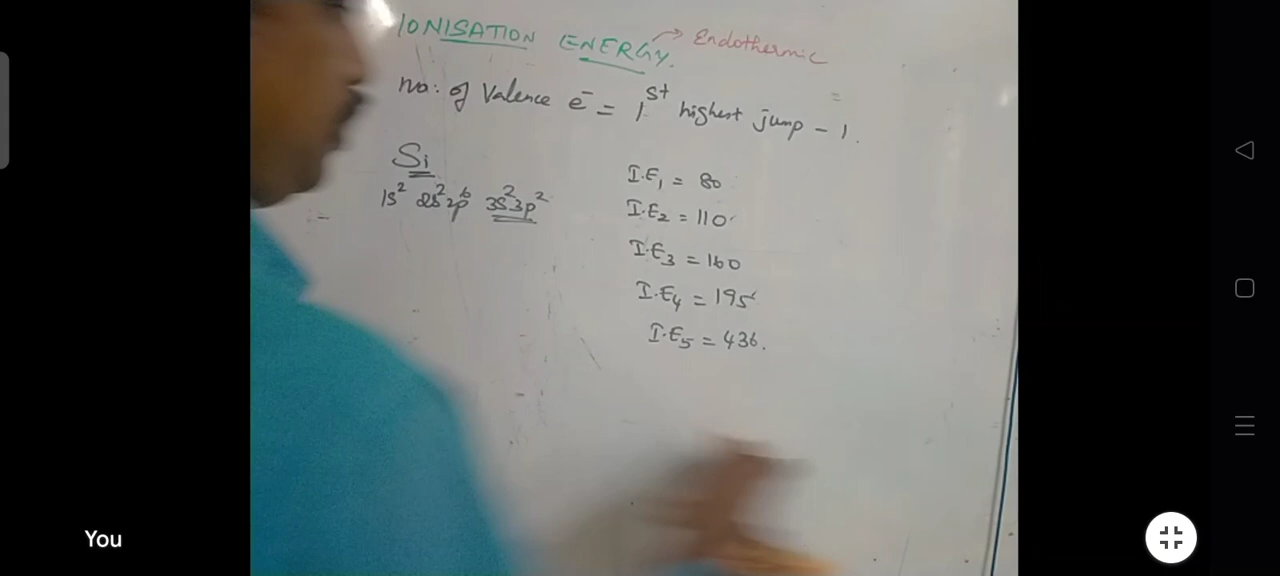 IONISATION ENERGY. → Endothermic
no: of Valence e⁻ = 1st highest jump - 1.
Si
1s² 2s² 2p⁶ 3s² 3p²
I.E₁ = 80
I.E₂ = 110
I.E₃ = 160
I.E₄ = 195
I.E₅ = 436.
You